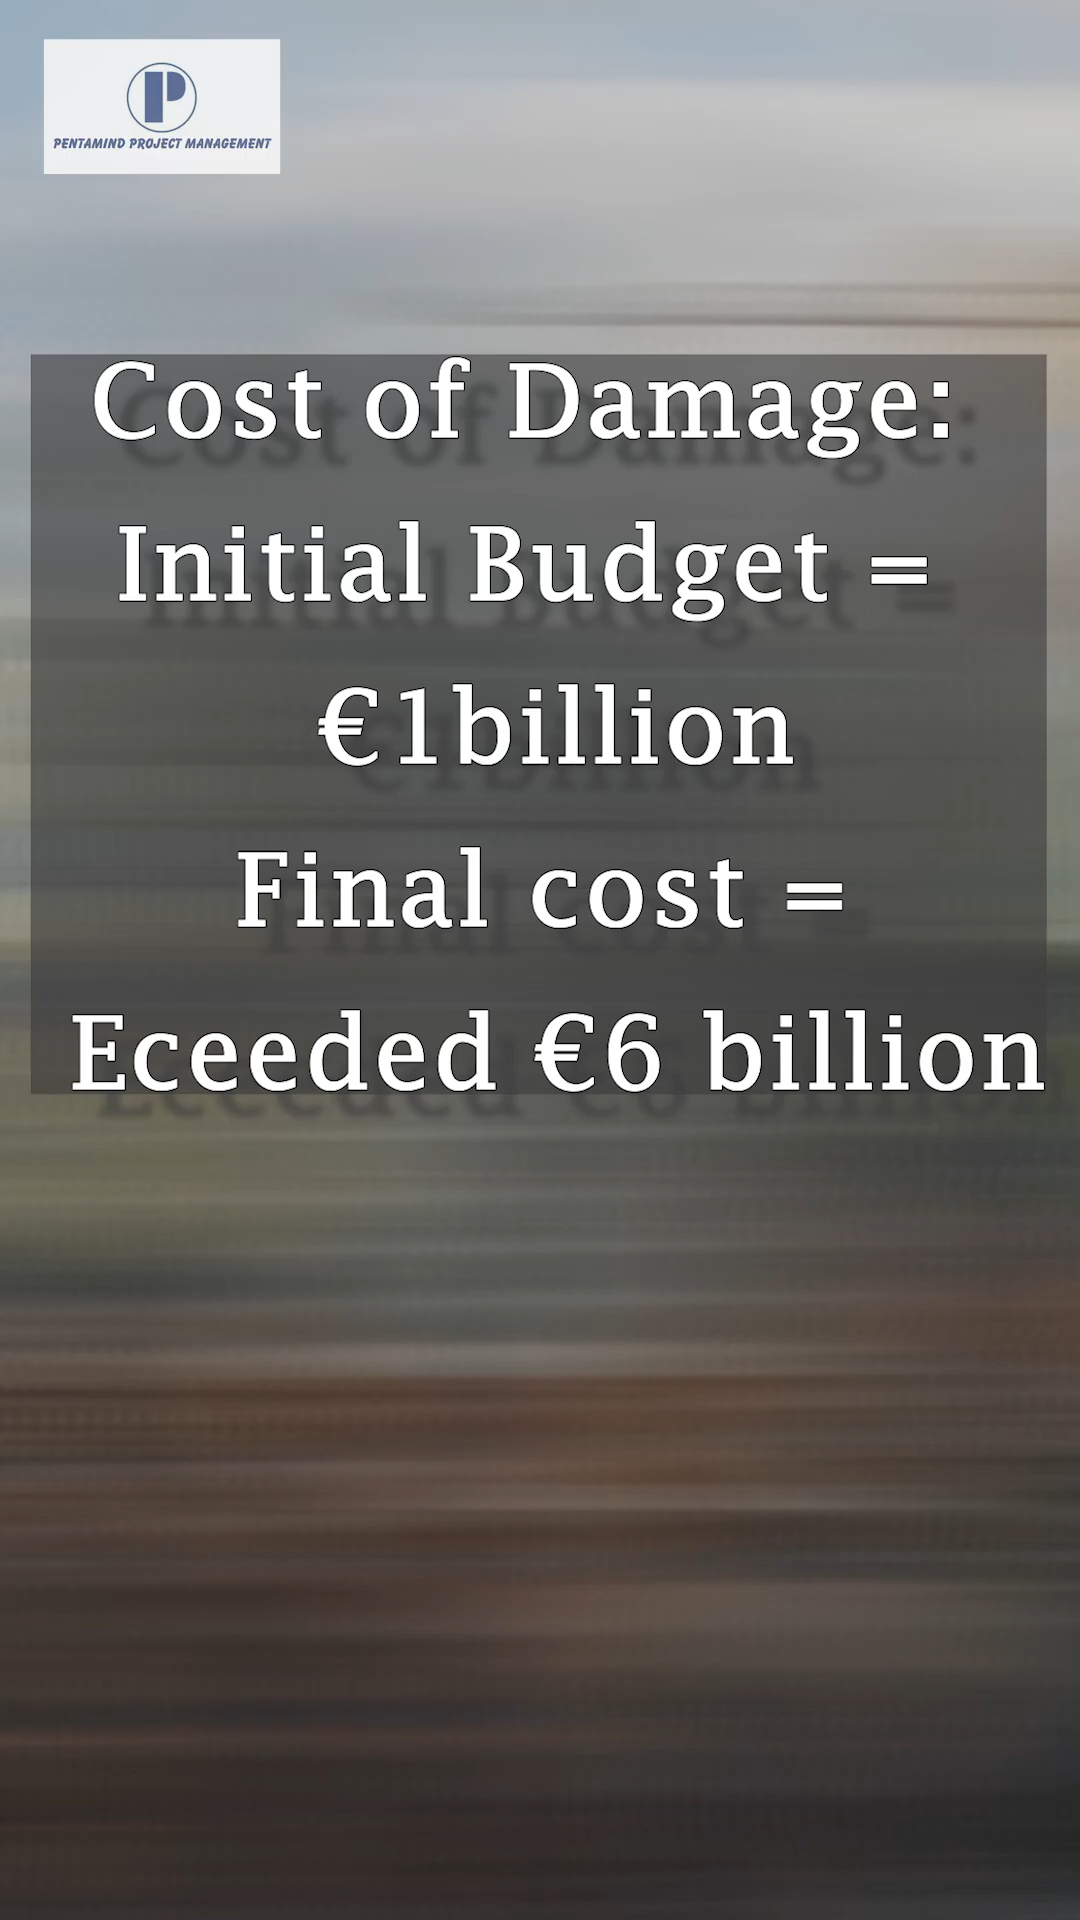 P
PENTAMIND PROJECT MANAGEMENT
Cost of Damage:
Initial Budget =
€1billion
Final cost =
Eceeded €6 billion